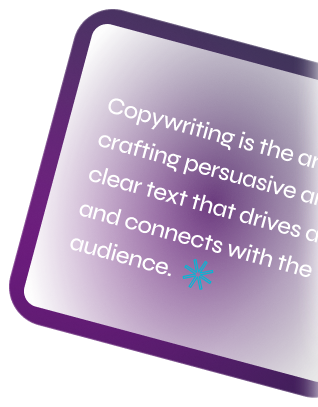 Copywriting is the
crafting persuasive
clear text that drives
and connects with the
audience.